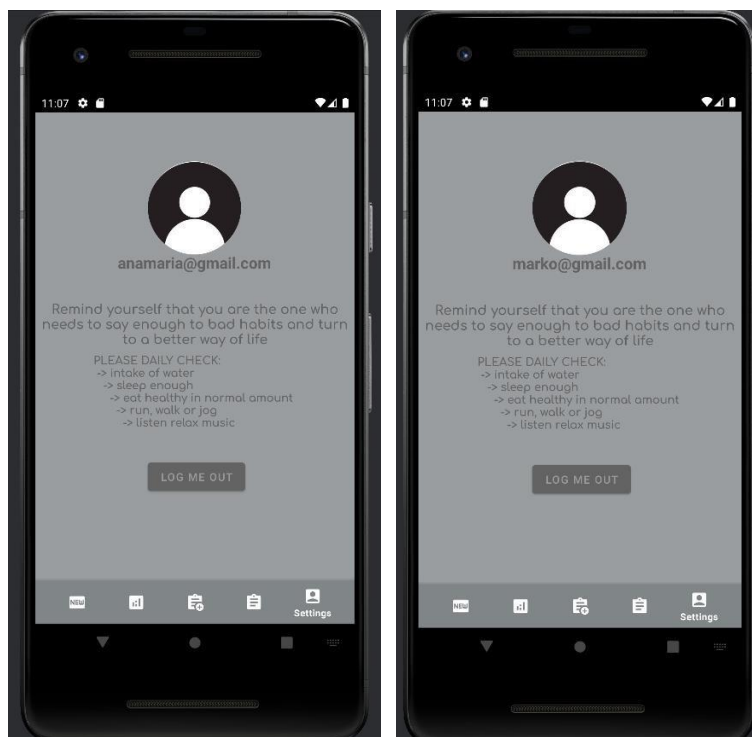 11:07
anamaria@gmail.com
Remind yourself that you are the one who
needs to say enough to bad habits and turn
to a better way of life
PLEASE DAILY CHECK:
-> intake of water
-> sleep enough
-> eat healthy in normal amount
-> run, walk or jog
-> listen relax music
LOG ME OUT
NEW
Settings
11:07
marko@gmail.com
Remind yourself that you are the one who
needs to say enough to bad habits and turn
to a better way of life
PLEASE DAILY CHECK:
-> intake of water
-> sleep enough
-> eat healthy in normal amount
-> run, walk or jog
-> listen relax music
LOG ME OUT
NEW
Settings